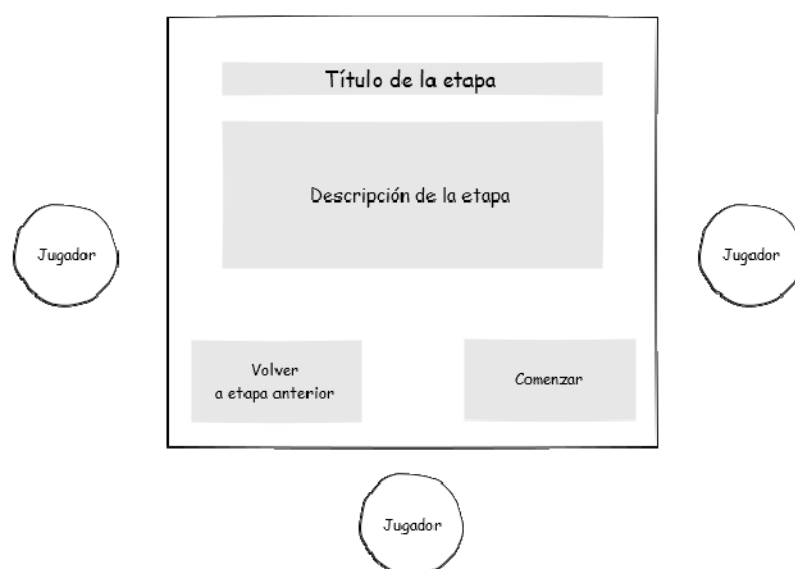 Título de la etapa
Descripción de la etapa
Jugador
Jugador
Volver
a etapa anterior
Comenzar
Jugador